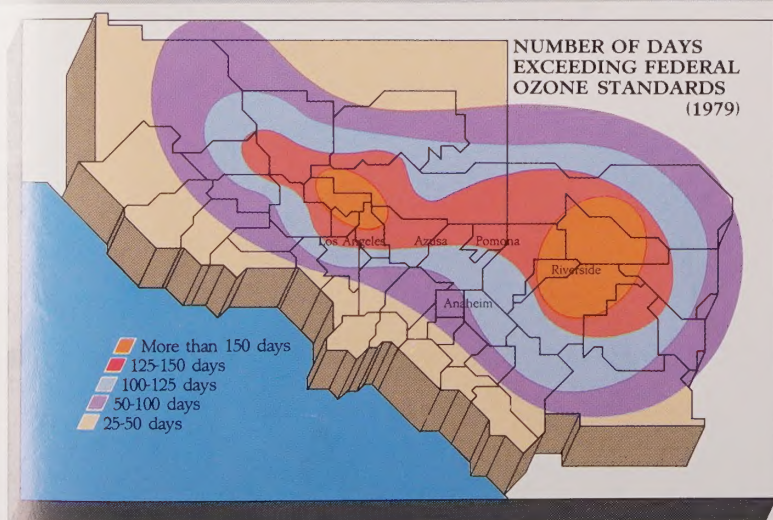 NUMBER OF DAYS
EXCEEDING FEDERAL
OZONE STANDARDS
(1979)
Los Angeles
Azusa
Pomona
Riverside
Anaheim
More than 150 days
125-150 days
100-125 days
50-100 days
25-50 days